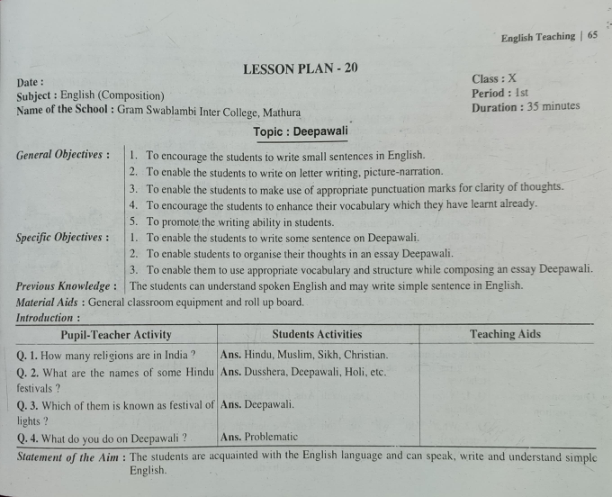 English Teaching | 65
LESSON PLAN - 20
Date :
Class : X
Subject : English (Composition)
Period : 1st
Name of the School : Gram Swablambi Inter College, Mathura
Duration : 35 minutes
Topic : Deepawali
General Objectives : 1. To encourage the students to write small sentences in English.
2. To enable the students to write on letter writing, picture-narration.
3. To enable the students to make use of appropriate punctuation marks for clarity of thoughts.
4. To encourage the students to enhance their vocabulary which they have learnt already.
5. To promote the writing ability in students.
Specific Objectives : 1. To enable the students to write some sentence on Deepawali.
2. To enable students to organise their thoughts in an essay Deepawali.
3. To enable them to use appropriate vocabulary and structure while composing an essay Deepawali.
Previous Knowledge : The students can understand spoken English and may write simple sentence in English.
Material Aids : General classroom equipment and roll up board.
Introduction :
Pupil-Teacher Activity Students Activities Teaching Aids
Q. 1. How many religions are in India ? Ans. Hindu, Muslim, Sikh, Christian.
Q. 2. What are the names of some Hindu Ans. Dusshera, Deepawali, Holi, etc.
festivals ?
Q. 3. Which of them is known as festival of Ans. Deepawali.
lights ?
Q. 4. What do you do on Deepawali ? Ans. Problematic
Statement of the Aim : The students are acquainted with the English language and can speak, write and understand simple
English.